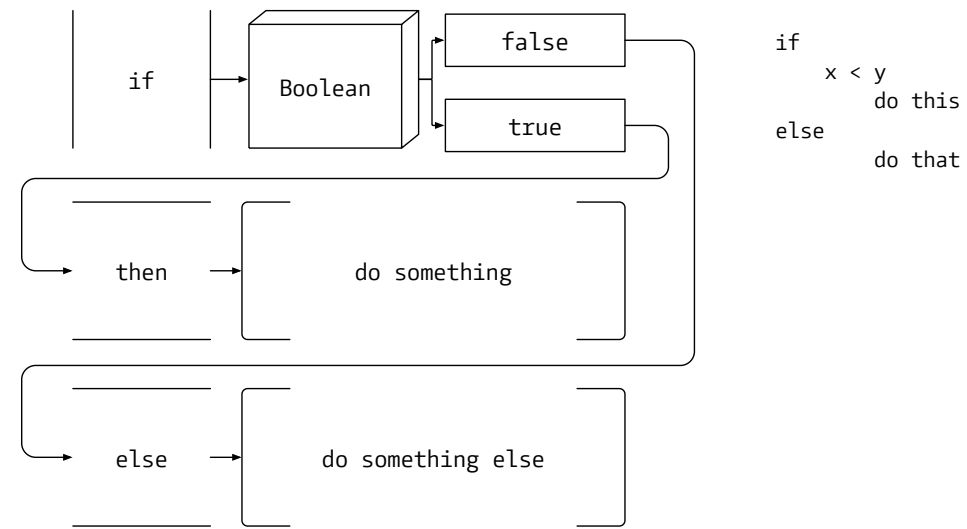 if
Boolean
false
true
then
do something
else
do something else
if
    x < y
        do this
else
        do that